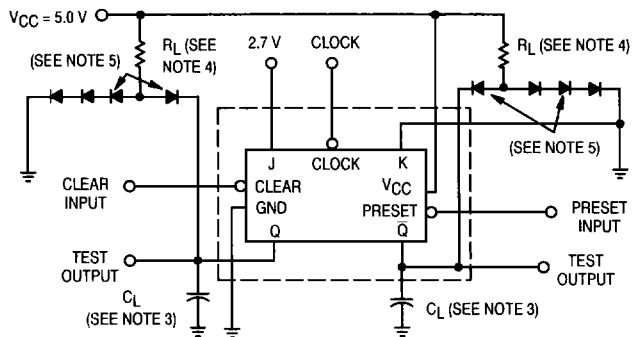 VCC = 5.0 V
RL (SEE NOTE 4)
2.7 V
CLOCK
RL (SEE NOTE 4)
(SEE NOTE 5)
(SEE NOTE 5)
J
CLOCK
K
CLEAR INPUT
CLEAR
VCC
GND
PRESET
PRESET INPUT
Q
Q̅
TEST OUTPUT
TEST OUTPUT
CL
(SEE NOTE 3)
CL (SEE NOTE 3)